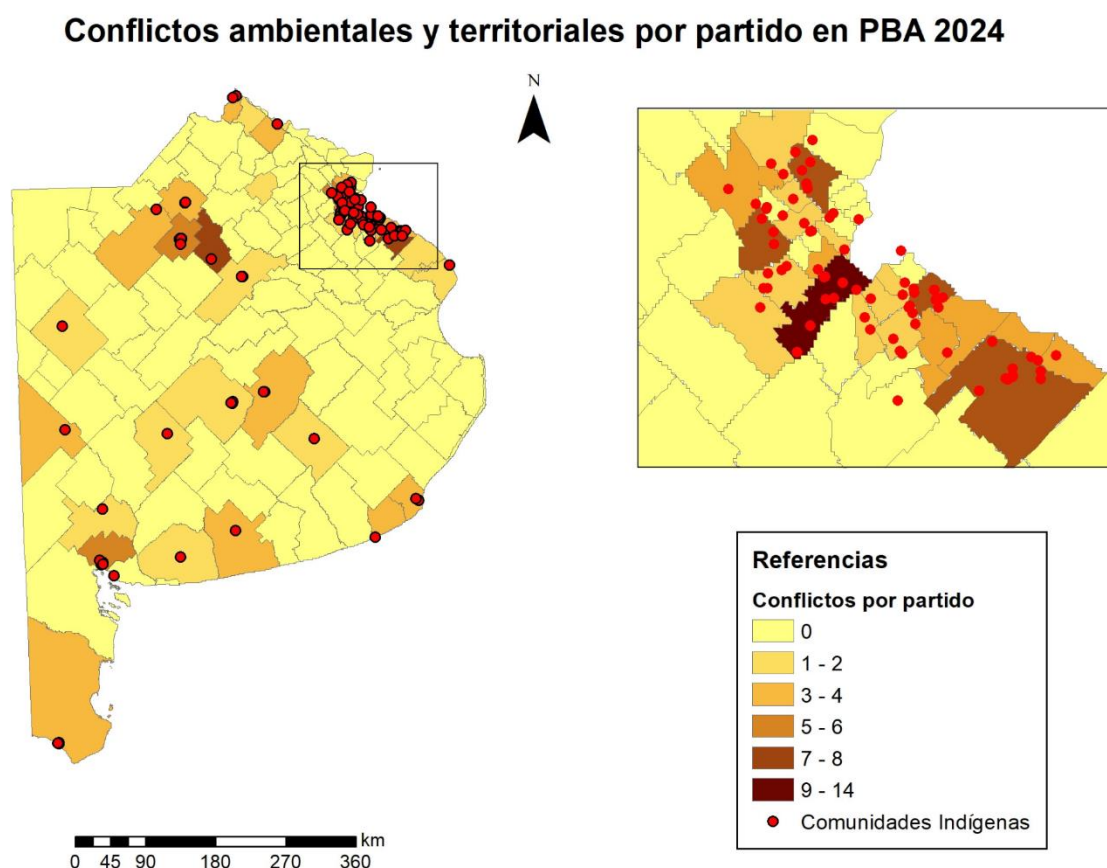 Conflictos ambientales y territoriales por partido en PBA 2024
N
Referencias
Conflictos por partido
0
1 - 2
3 - 4
5 - 6
7 - 8
9 - 14
Comunidades Indígenas
km
0 45 90 180 270 360